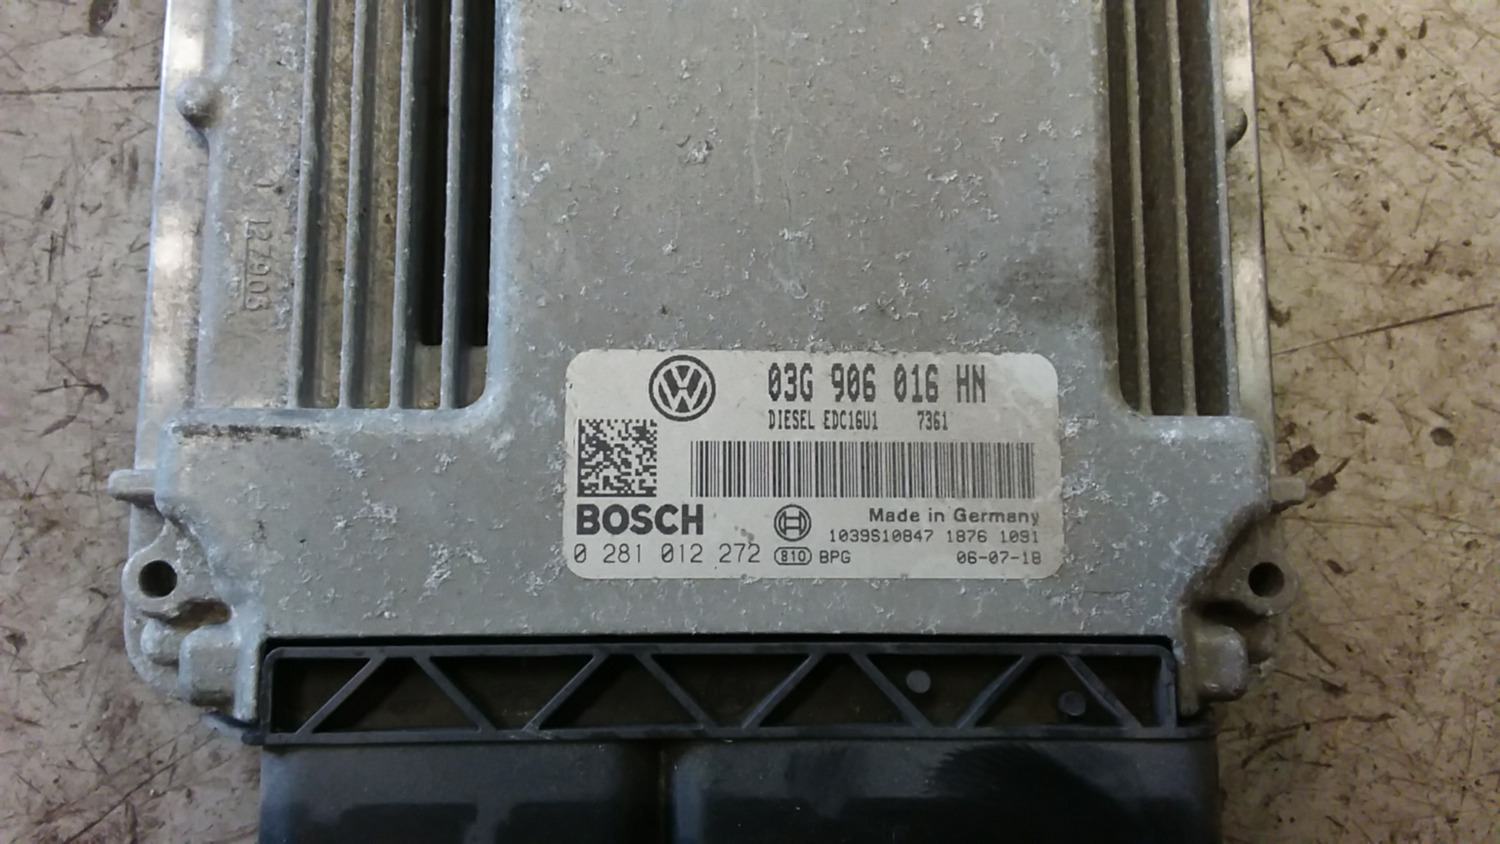 127903
03G 906 016 HN
DIESEL EDC16U1 7361
BOSCH
Made in Germany
1039S10847 1876 1091
0 281 012 272 810 BPG 06-07-18